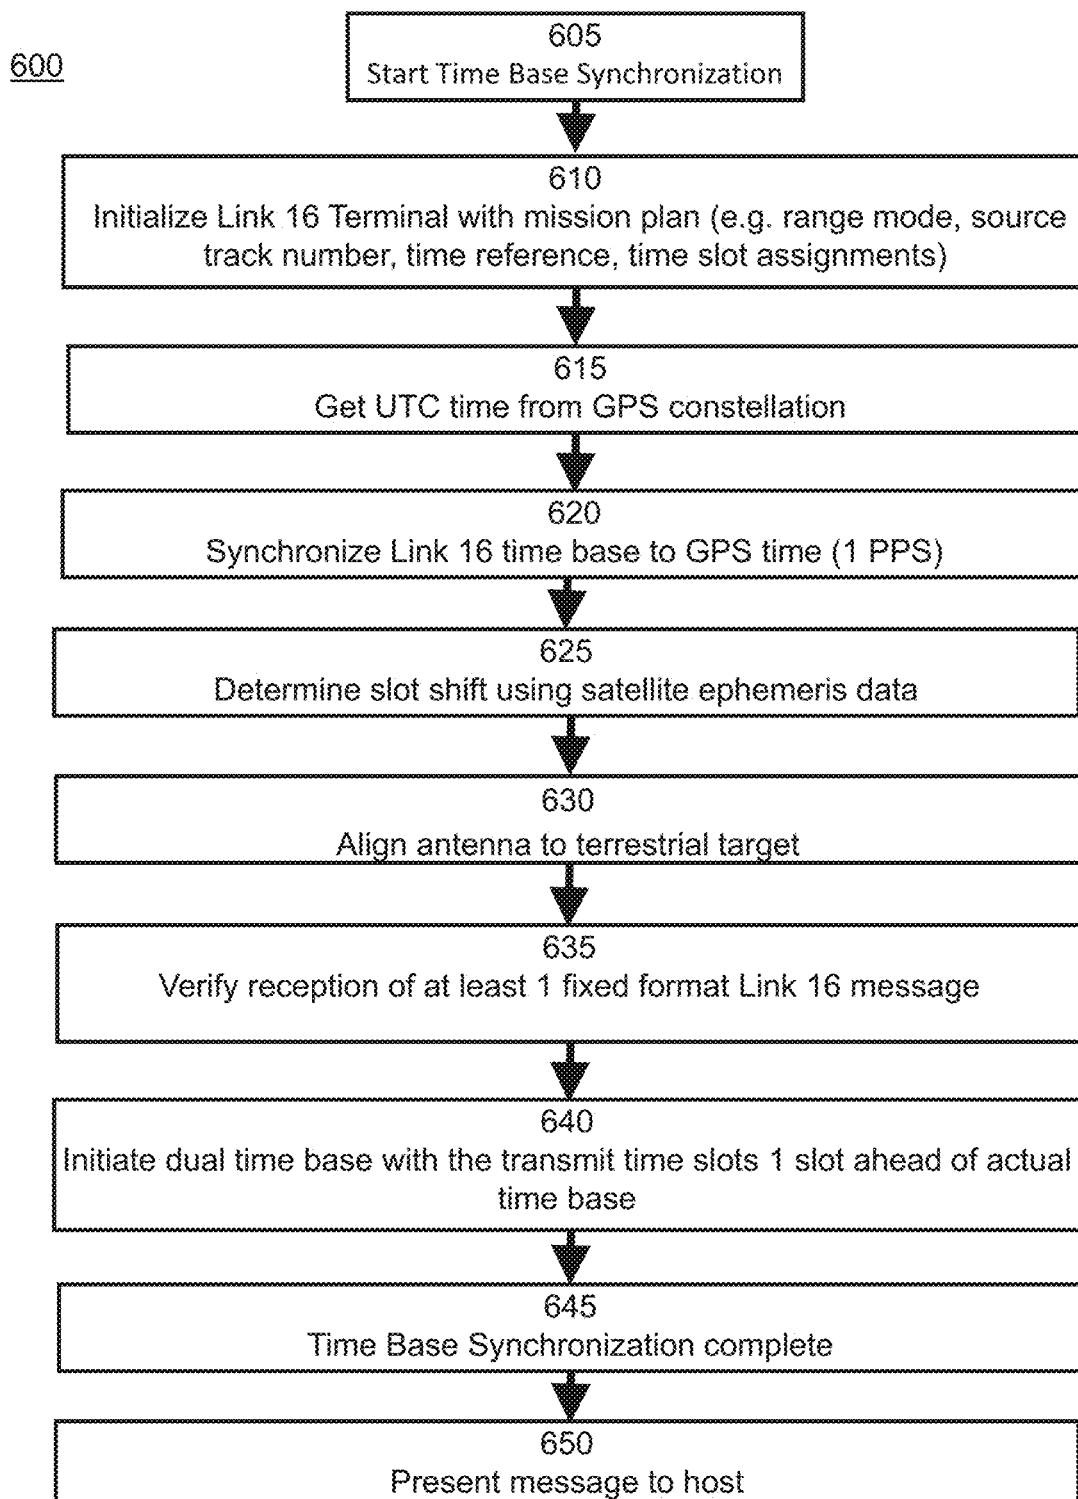 600
605
Start Time Base Synchronization
610
Initialize Link 16 Terminal with mission plan (e.g. range mode, source
track number, time reference, time slot assignments)
615
Get UTC time from GPS constellation
620
Synchronize Link 16 time base to GPS time (1 PPS)
625
Determine slot shift using satellite ephemeris data
630
Align antenna to terrestrial target
635
Verify reception of at least 1 fixed format Link 16 message
640
Initiate dual time base with the transmit time slots 1 slot ahead of actual
time base
645
Time Base Synchronization complete
650
Present message to host